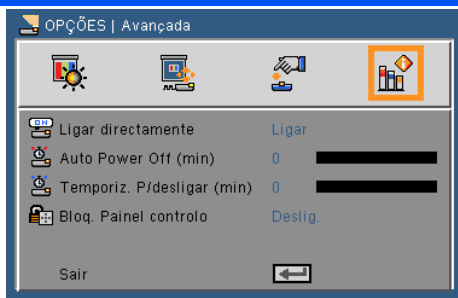 OPÇÕES | Avançada
ON Ligar directamente Ligar
Auto Power Off (min) 0
Temporiz. P/desligar (min) 0
Bloq. Painel controlo Deslig.
Sair